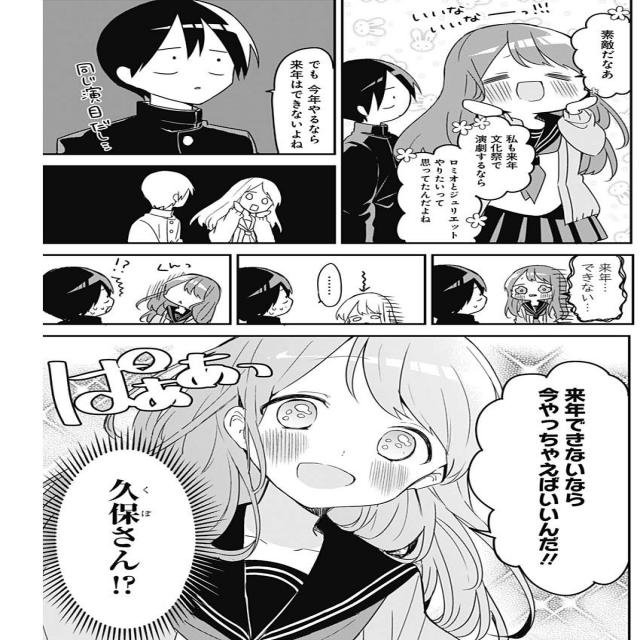 いいなーっ!!!
いいな
素敵だなあ
私も来年
文化祭で
演劇するなら
ロミオとジュリエット
やりたいって
思ってたんだよね
でも 今年やるなら
来年はできないよね
同じ演目だし
来年…
できない…
……
くんっ
!?
来年できないなら
今やっちゃえばいいんだ!!
ぱあぁあっ
久保さん!?
くぼ